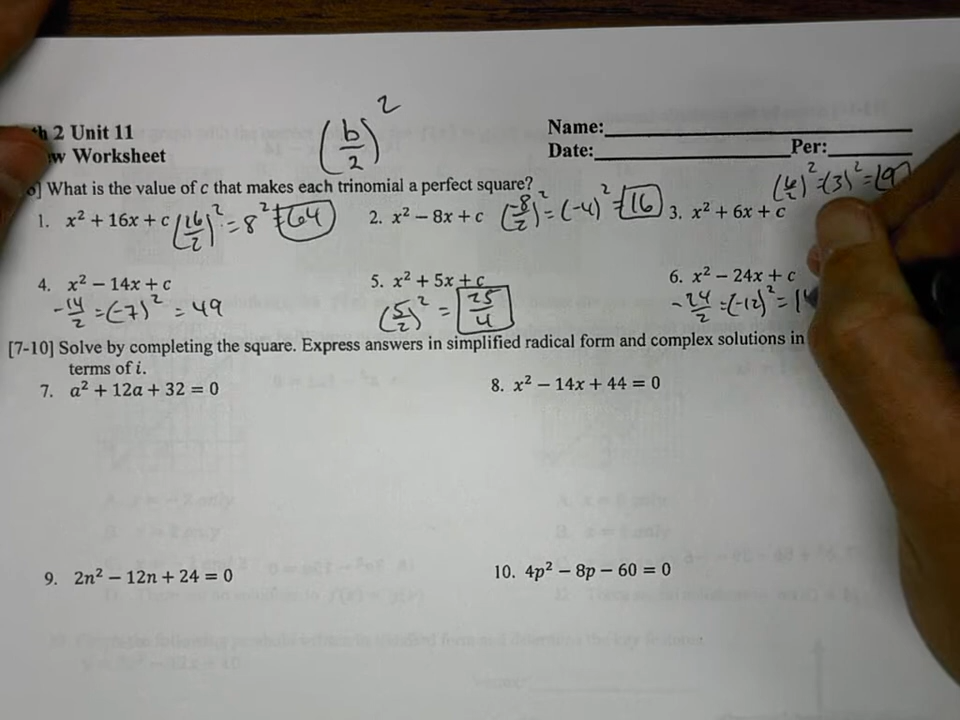 (b/2)²
2 Unit 11
Worksheet
Name:
Date: Per:
What is the value of c that makes each trinomial a perfect square?
1. x² + 16x + c (16/2)² = 8² = 64
2. x² − 8x + c (-8/2)² = (-4)² = 16
3. x² + 6x + c (6/2)² = (3)² = 9
4. x² − 14x + c
-14/2 = (-7)² = 49
5. x² + 5x + c
(5/2)² = 25/4
6. x² − 24x + c
-24/2 = (-12)² =
[7-10] Solve by completing the square. Express answers in simplified radical form and complex solutions in
terms of i.
7. a² + 12a + 32 = 0
8. x² − 14x + 44 = 0
9. 2n² − 12n + 24 = 0
10. 4p² − 8p − 60 = 0